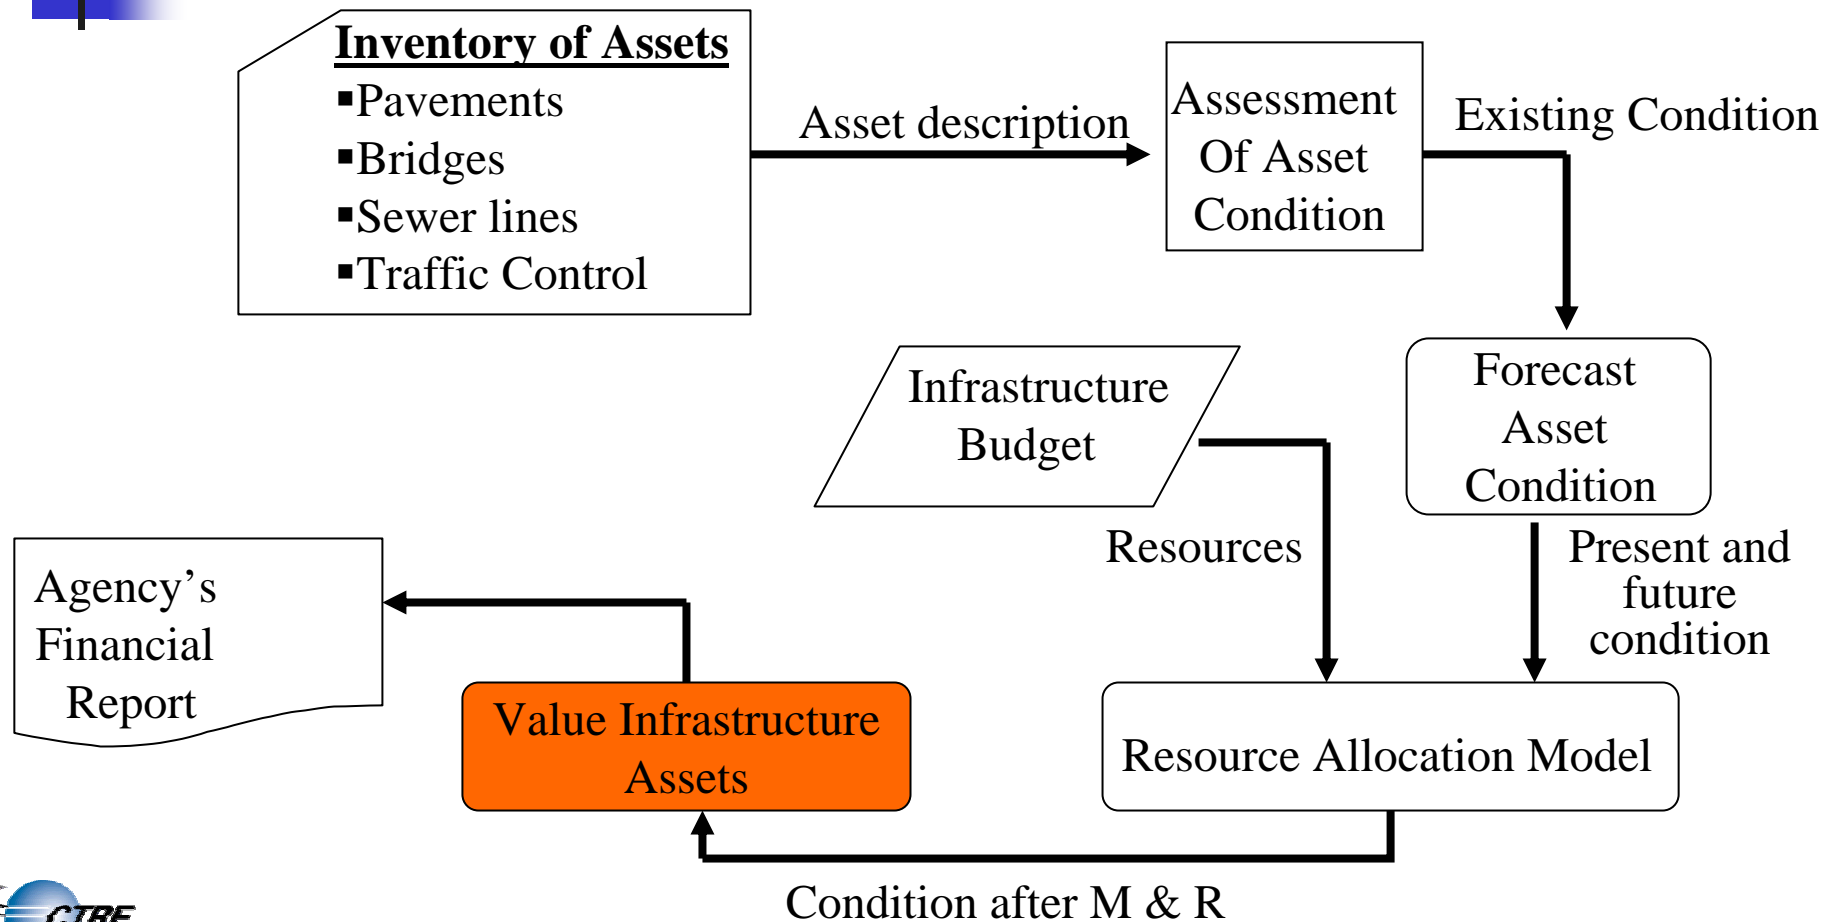 Inventory of Assets
▪Pavements
▪Bridges
▪Sewer lines
▪Traffic Control
Asset description
Assessment
Of Asset
Condition
Existing Condition
Infrastructure
Budget
Forecast
Asset
Condition
Resources
Present and
future
condition
Agency’s
Financial
Report
Value Infrastructure
Assets
Resource Allocation Model
Condition after M & R
CTRE